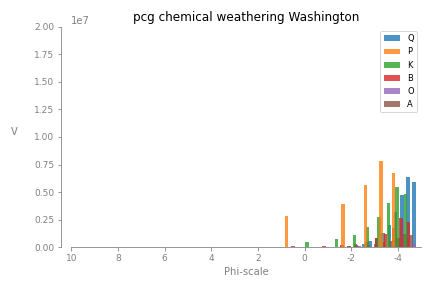 pcg chemical weathering Washington
1e7
2.00
1.75
1.50
1.25
1.00
0.75
0.50
0.25
0.00
V
Q
P
K
B
O
A
10 8 6 4 2 0 -2 -4
Phi-scale